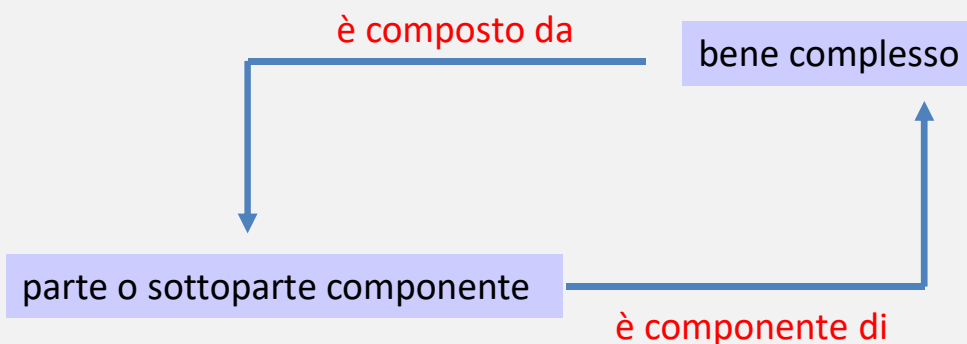 è composto da
bene complesso
parte o sottoparte componente
è componente di